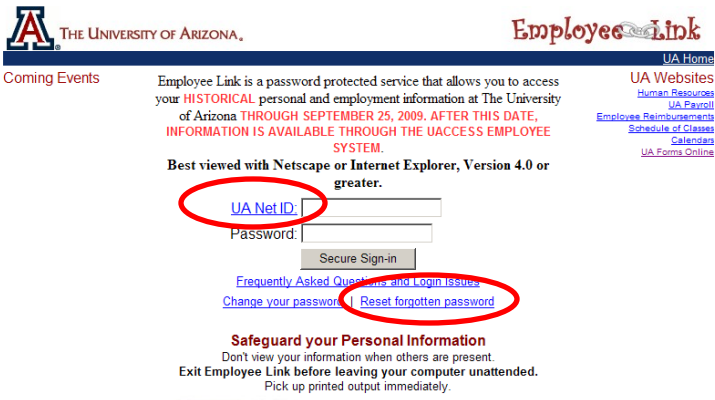 THE UNIVERSITY OF ARIZONA®
Employee Link
UA Home
Coming Events
Employee Link is a password protected service that allows you to access
your HISTORICAL personal and employment information at The University
of Arizona THROUGH SEPTEMBER 25, 2009. AFTER THIS DATE,
INFORMATION IS AVAILABLE THROUGH THE UACCESS EMPLOYEE
SYSTEM.
Best viewed with Netscape or Internet Explorer, Version 4.0 or
greater.
UA Net ID:
Password:
Secure Sign-in
Frequently Asked Questions and Login Issues
Change your password | Reset forgotten password
Safeguard your Personal Information
Don't view your information when others are present.
Exit Employee Link before leaving your computer unattended.
Pick up printed output immediately.
UA Websites
Human Resources
UA Payroll
Employee Reimbursements
Schedule of Classes
Calendars
UA Forms Online